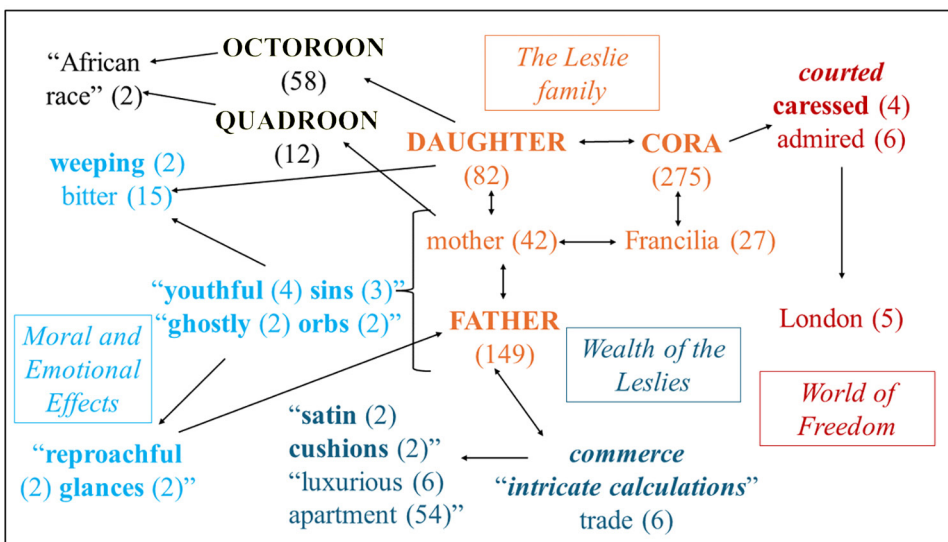 “African
race” (2)
OCTOROON
(58)
QUADROON
(12)
The Leslie
family
courted
caressed (4)
admired (6)
DAUGHTER
(82)
CORA
(275)
weeping (2)
bitter (15)
mother (42)
Francilia (27)
“youthful (4) sins (3)”
“ghostly (2) orbs (2)”
FATHER
(149)
London (5)
Moral and
Emotional
Effects
Wealth of the
Leslies
World of
Freedom
“reproachful
(2) glances (2)”
“satin (2)
cushions (2)”
“luxurious (6)
apartment (54)”
commerce
“intricate calculations”
trade (6)